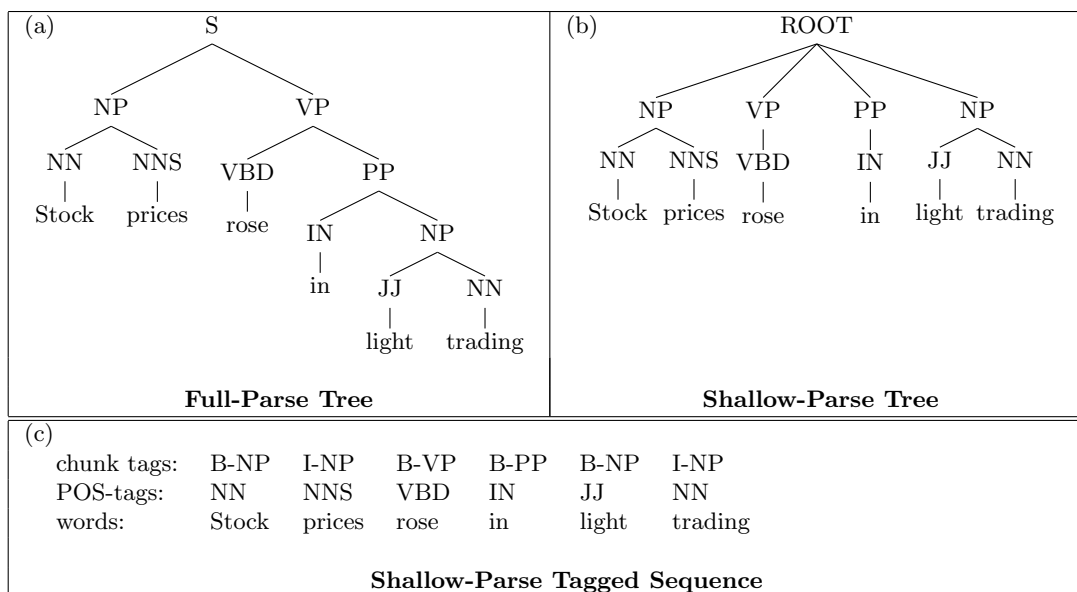 (a) S
NP VP
NN NNS VBD PP
Stock prices rose IN NP
in JJ NN
light trading
Full-Parse Tree
(b) ROOT
NP VP PP NP
NN NNS VBD IN JJ NN
Stock prices rose in light trading
Shallow-Parse Tree
(c)
chunk tags: B-NP I-NP B-VP B-PP B-NP I-NP
POS-tags: NN NNS VBD IN JJ NN
words: Stock prices rose in light trading
Shallow-Parse Tagged Sequence